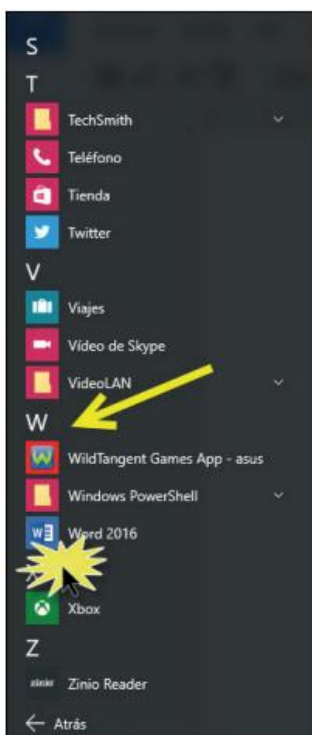 S
T
TechSmith
Teléfono
Tienda
Twitter
V
Viajes
Vídeo de Skype
VideoLAN
W
WildTangent Games App - asus
Windows PowerShell
Word 2016
Xbox
Z
Zinio Reader
Atrás